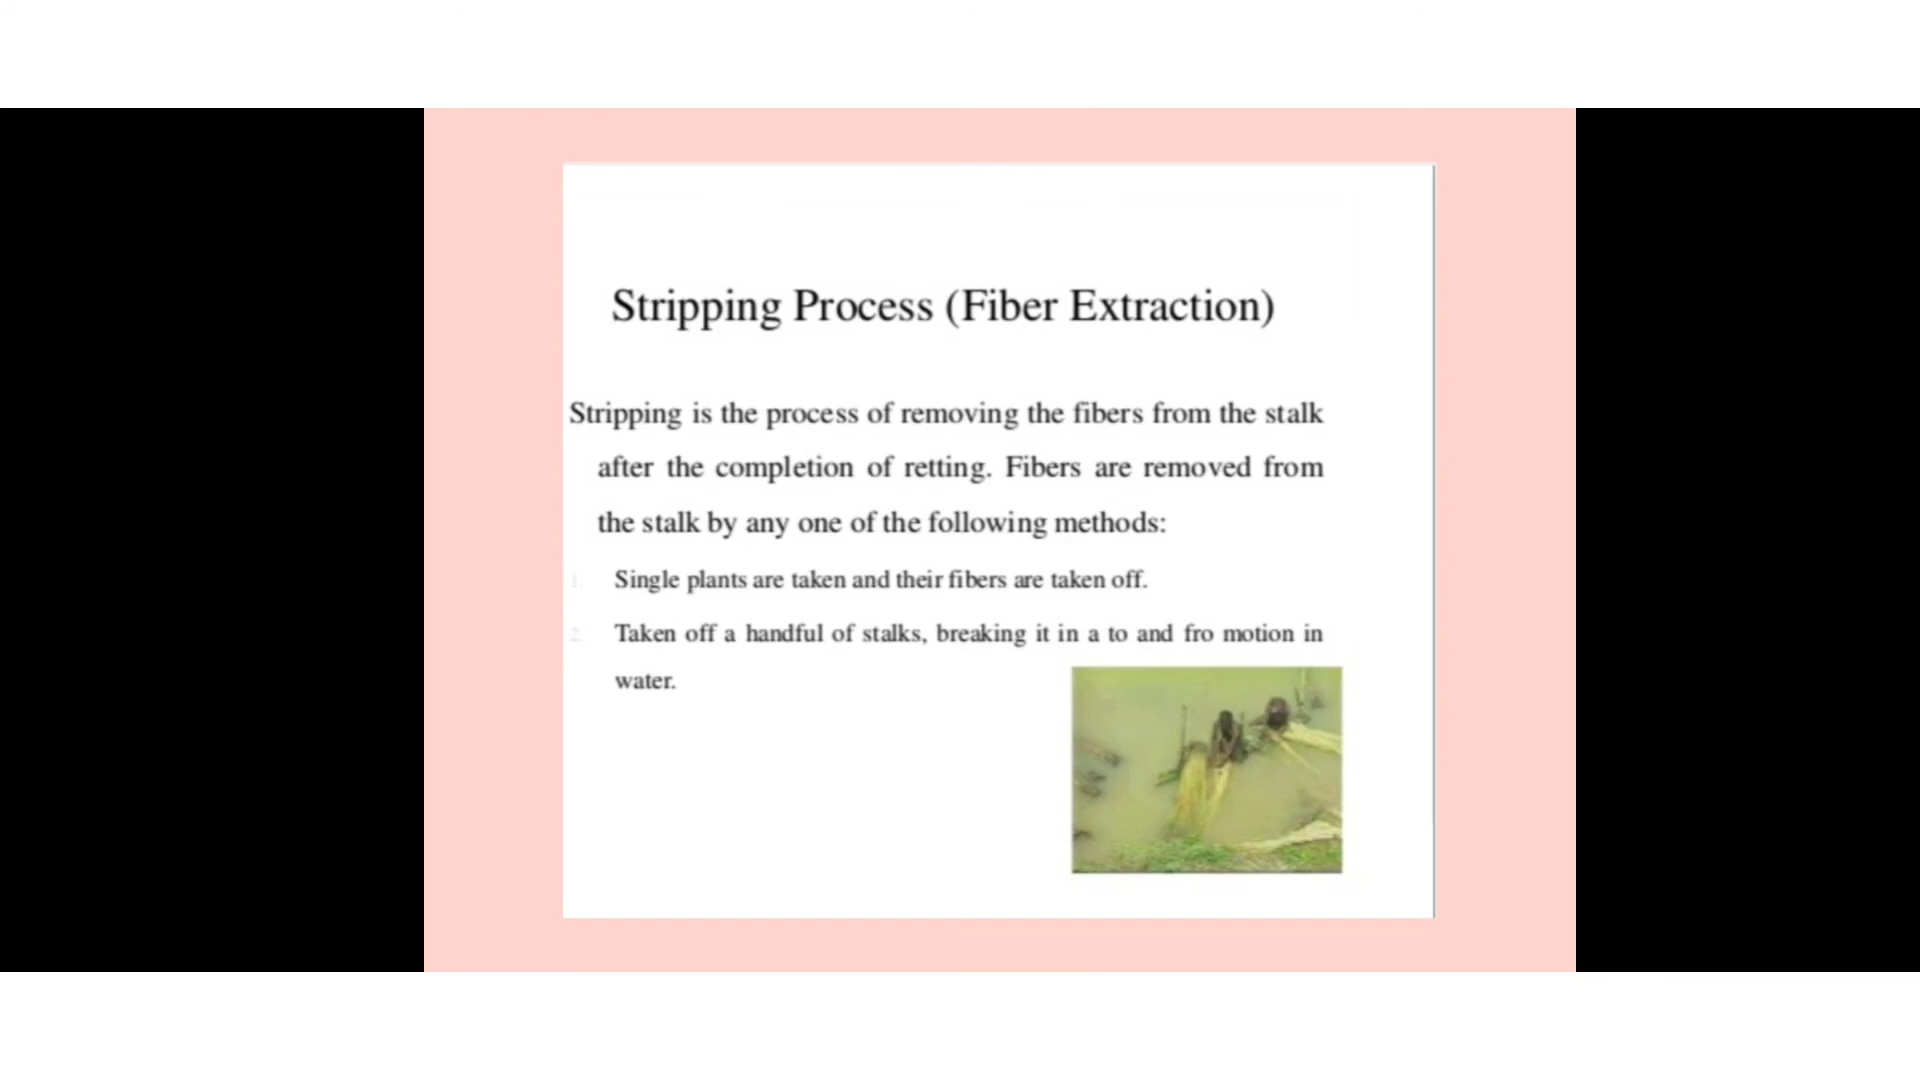 Stripping Process (Fiber Extraction)
Stripping is the process of removing the fibers from the stalk
after the completion of retting. Fibers are removed from
the stalk by any one of the following methods:
1. Single plants are taken and their fibers are taken off.
2. Taken off a handful of stalks, breaking it in a to and fro motion in
water.